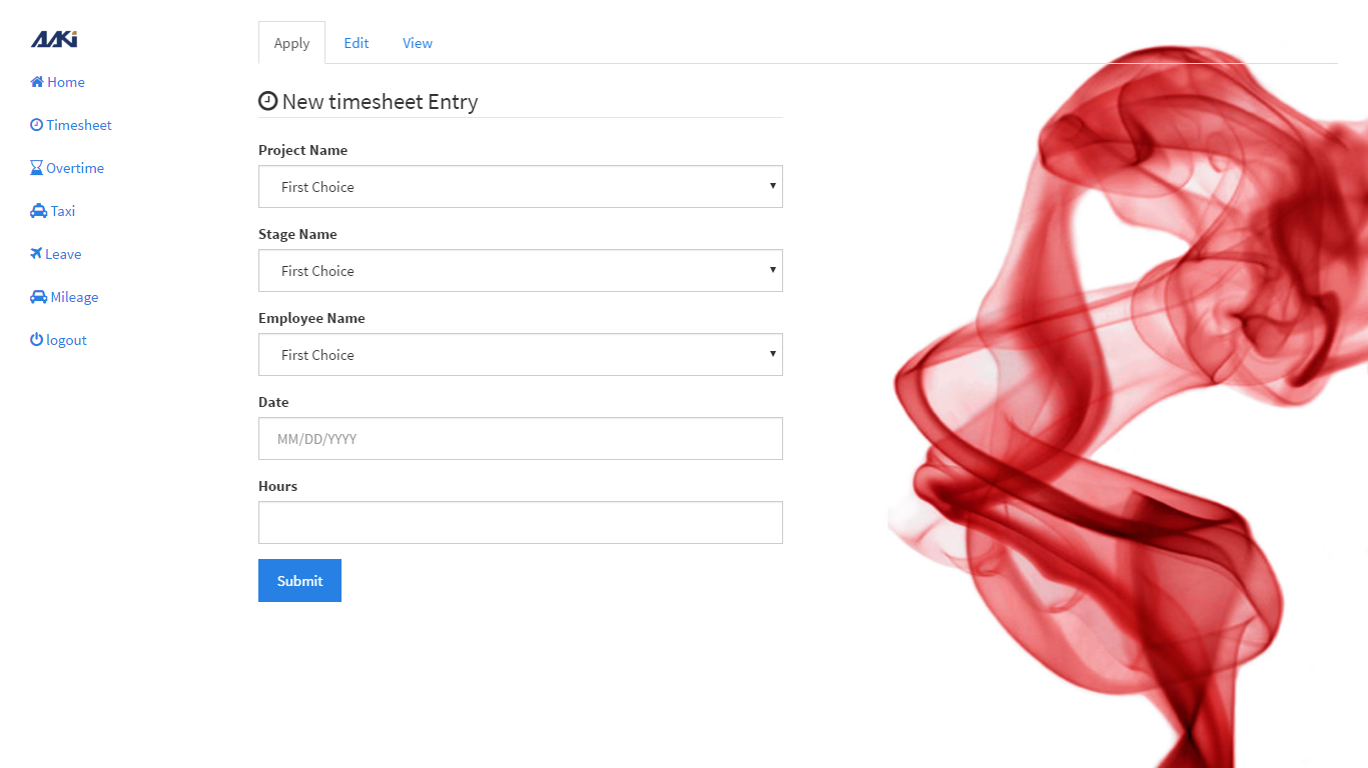 AAKi
Home
Timesheet
Overtime
Taxi
Leave
Mileage
logout
Apply
Edit
View
New timesheet Entry
Project Name
First Choice
Stage Name
First Choice
Employee Name
First Choice
Date
MM/DD/YYYY
Hours
Submit